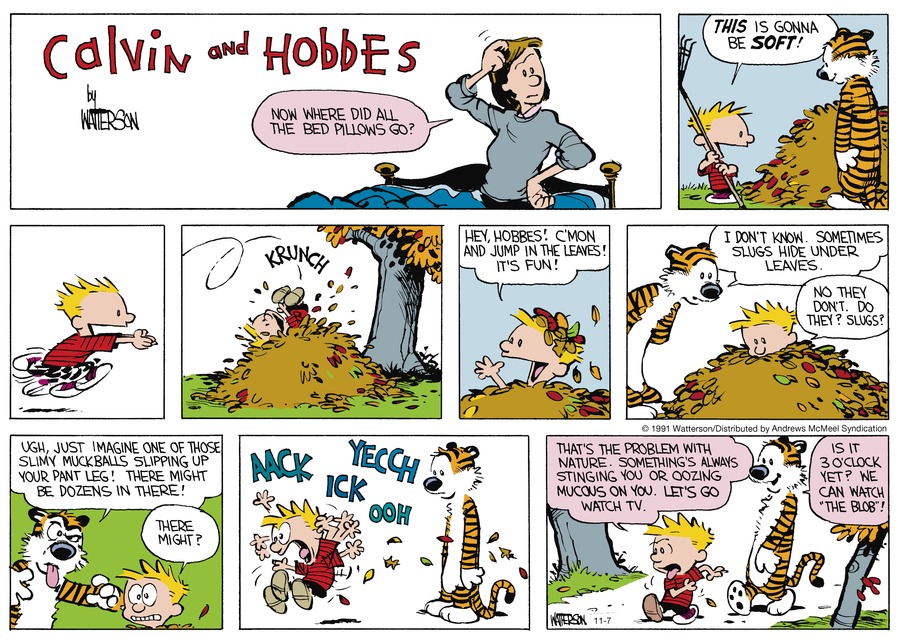 Calvin and HOBBES
by
WATTERSON
NOW WHERE DID ALL
THE BED PILLOWS GO?
THIS IS GONNA
BE SOFT!
KRUNCH
HEY, HOBBES! C'MON
AND JUMP IN THE LEAVES!
IT'S FUN!
I DON'T KNOW. SOMETIMES
SLUGS HIDE UNDER
LEAVES.
NO THEY
DON'T. DO
THEY? SLUGS?
© 1991 Watterson/Distributed by Andrews McMeel Syndication
UGH, JUST IMAGINE ONE OF THOSE
SLIMY MUCKBALLS SLIPPING UP
YOUR PANT LEG! THERE MIGHT
BE DOZENS IN THERE!
THERE
MIGHT?
AACK
YECCH
ICK
OOH
THAT'S THE PROBLEM WITH
NATURE. SOMETHING'S ALWAYS
STINGING YOU OR OOZING
MUCOUS ON YOU. LET'S GO
WATCH TV.
IS IT
3 O'CLOCK
YET? WE
CAN WATCH
"THE BLOB"!
WATTERSON 11-7